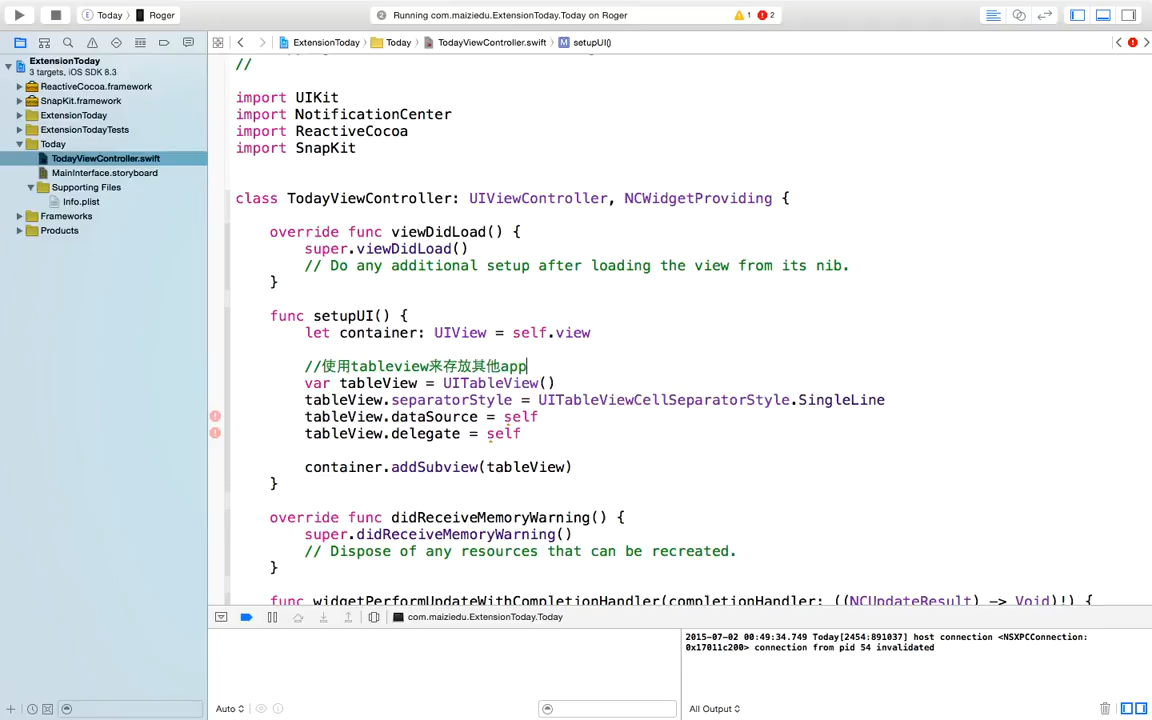 Today
Roger
Running com.maiziedu.ExtensionToday.Today on Roger
1
2
ExtensionToday
Today
TodayViewController.swift
M
setupUI()
ExtensionToday
3 targets, iOS SDK 8.3
ReactiveCocoa.framework
SnapKit.framework
ExtensionToday
ExtensionTodayTests
Today
TodayViewController.swift
MainInterface.storyboard
Supporting Files
Info.plist
Frameworks
Products
//
import UIKit
import NotificationCenter
import ReactiveCocoa
import SnapKit
class TodayViewController: UIViewController, NCWidgetProviding {
override func viewDidLoad() {
super.viewDidLoad()
// Do any additional setup after loading the view from its nib.
}
func setupUI() {
let container: UIView = self.view
//使用tableview来存放其他app
var tableView = UITableView()
tableView.separatorStyle = UITableViewCellSeparatorStyle.SingleLine
tableView.dataSource = self
tableView.delegate = self
container.addSubview(tableView)
}
override func didReceiveMemoryWarning() {
super.didReceiveMemoryWarning()
// Dispose of any resources that can be recreated.
}
func widgetPerformUpdateWithCompletionHandler(completionHandler: ((NCUpdateResult) -> Void)!) {
com.maiziedu.ExtensionToday.Today
2015-07-02 00:49:34.749 Today[2454:891037] host connection <NSXPCConnection:
0x17011c200> connection from pid 54 invalidated
Auto
All Output